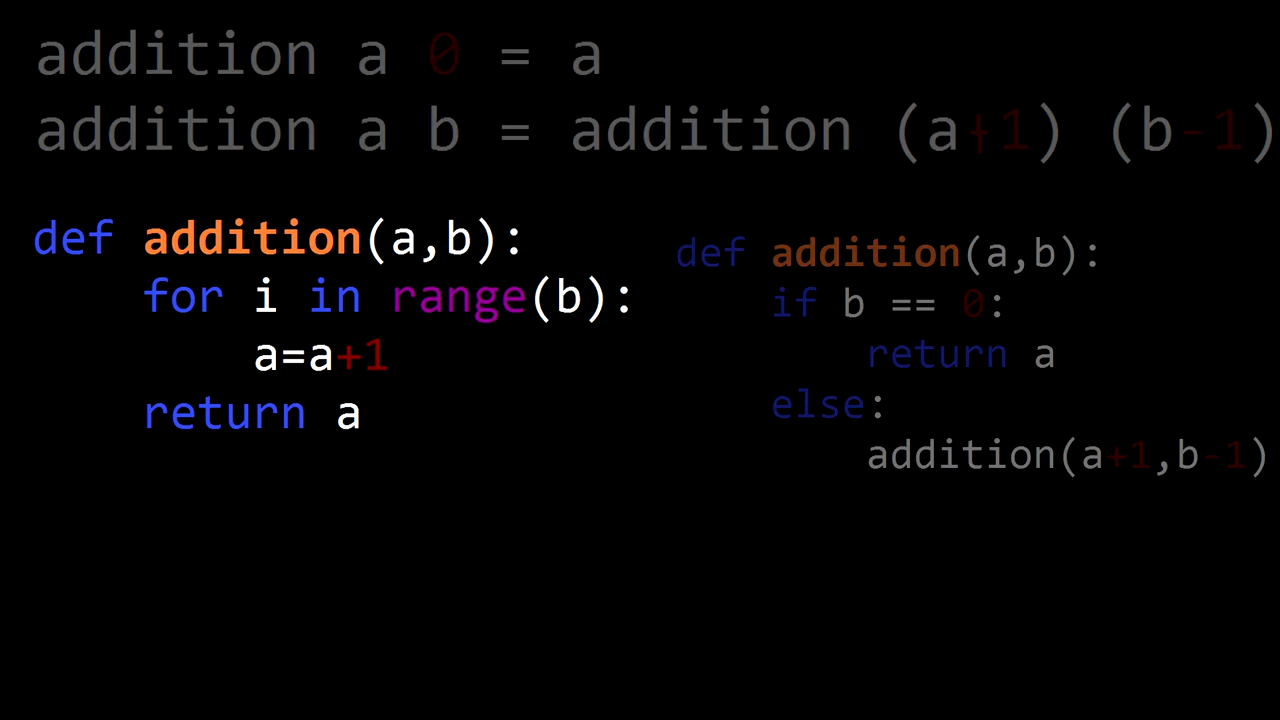 addition a 0 = a
addition a b = addition (a+1) (b-1)
def addition(a,b):
    for i in range(b):
        a=a+1
    return a
def addition(a,b):
    if b == 0:
        return a
    else:
        addition(a+1,b-1)